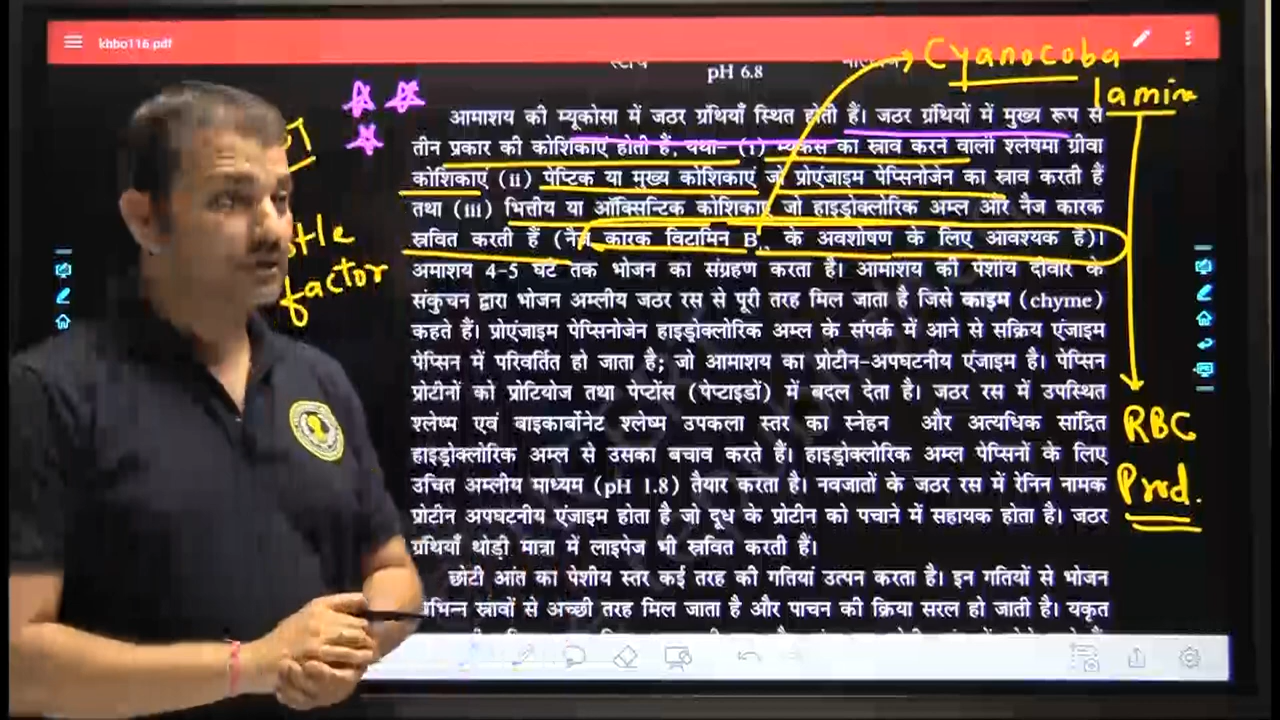 khbo116.pdf
Cyanocoba
lamin
pH 6.8
आमाशय की म्यूकोसा में जठर ग्रंथियाँ स्थित होती हैं। जठर ग्रंथियों में मुख्य रूप से
तीन प्रकार की कोशिकाएं होती हैं, यथा- (i) म्यूकस का स्राव करने वाली श्लेषमा ग्रीवा
कोशिकाएं (ii) पेप्टिक या मुख्य कोशिकाएं जो प्रोएंजाइम पेप्सिनोजेन का स्राव करती हैं
तथा (iii) भित्तीय या ऑक्सिन्टिक कोशिकाएं जो हाइड्रोक्लोरिक अम्ल और नैज कारक
स्रवित करती हैं (नैज कारक विटामिन B के अवशोषण के लिए आवश्यक है)।
अमाशय 4-5 घंटे तक भोजन का संग्रहण करता है। आमाशय की पेशीय दीवार के
संकुचन द्वारा भोजन अम्लीय जठर रस से पूरी तरह मिल जाता है जिसे काइम (chyme)
कहते हैं। प्रोएंजाइम पेप्सिनोजेन हाइड्रोक्लोरिक अम्ल के संपर्क में आने से सक्रिय एंजाइम
पेप्सिन में परिवर्तित हो जाता है; जो आमाशय का प्रोटीन-अपघटनीय एंजाइम है। पेप्सिन
प्रोटीनों को प्रोटियोज तथा पेप्टोंस (पेप्टाइडों) में बदल देता है। जठर रस में उपस्थित
श्लेष्म एवं बाइकार्बोनेट श्लेष्म उपकला स्तर का स्नेहन और अत्यधिक सांद्रित
हाइड्रोक्लोरिक अम्ल से उसका बचाव करते हैं। हाइड्रोक्लोरिक अम्ल पेप्सिनों के लिए
उचित अम्लीय माध्यम (pH 1.8) तैयार करता है। नवजातों के जठर रस में रेनिन नामक
प्रोटीन अपघटनीय एंजाइम होता है जो दूध के प्रोटीन को पचाने में सहायक होता है। जठर
ग्रंथियाँ थोड़ी मात्रा में लाइपेज भी स्रवित करती हैं।
छोटी आंत का पेशीय स्तर कई तरह की गतियां उत्पन करता है। इन गतियों से भोजन
स्रावों से अच्छी तरह मिल जाता है और पाचन की क्रिया सरल हो जाती है। यकृत
stle
factor
RBC
Prod.